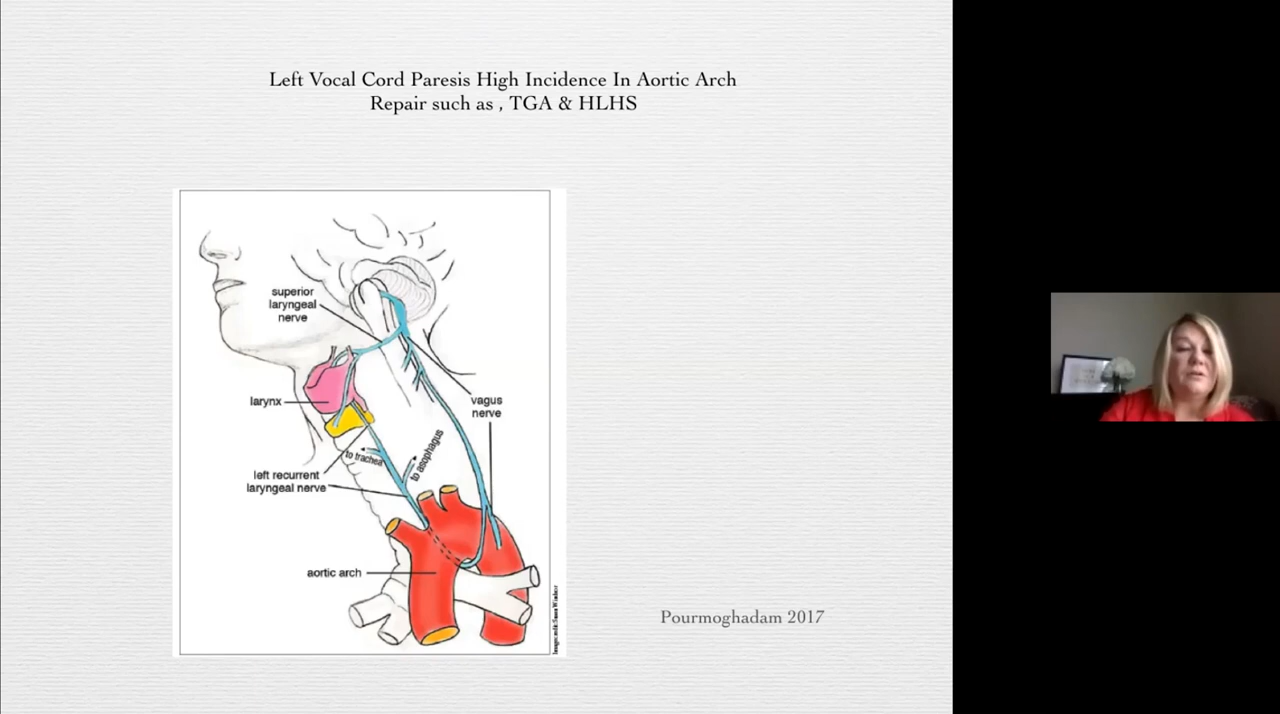 Left Vocal Cord Paresis High Incidence In Aortic Arch
Repair such as , TGA & HLHS
superior
laryngeal
nerve
larynx
vagus
nerve
to trachea
to asophagus
left recurrent
laryngeal nerve
aortic arch
Pourmoghadam 2017